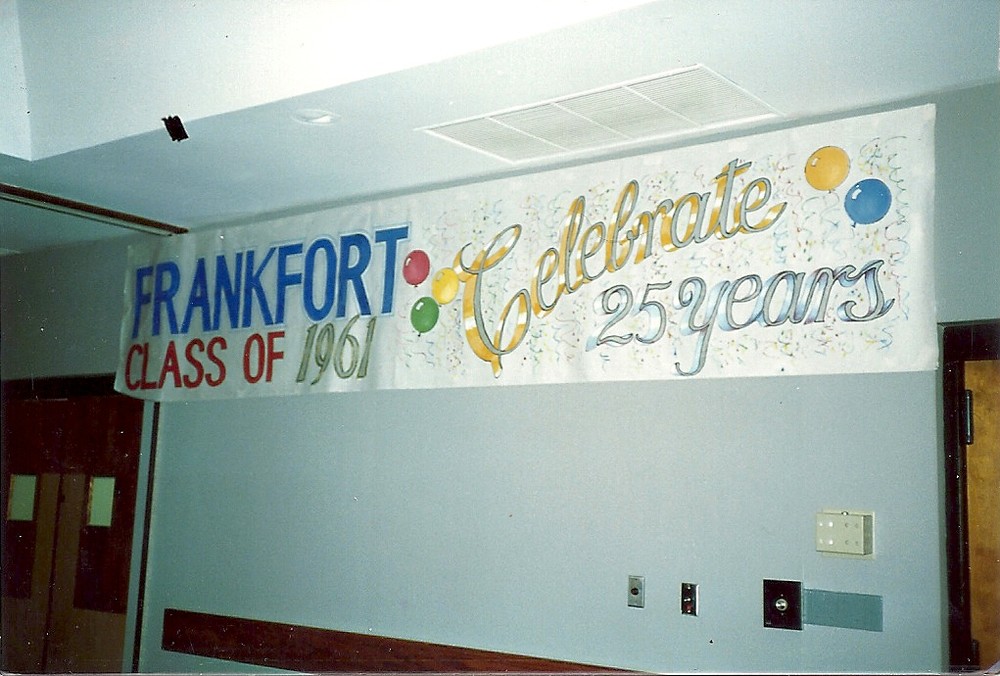 FRANKFORT
CLASS OF 1961
Celebrate
25 years